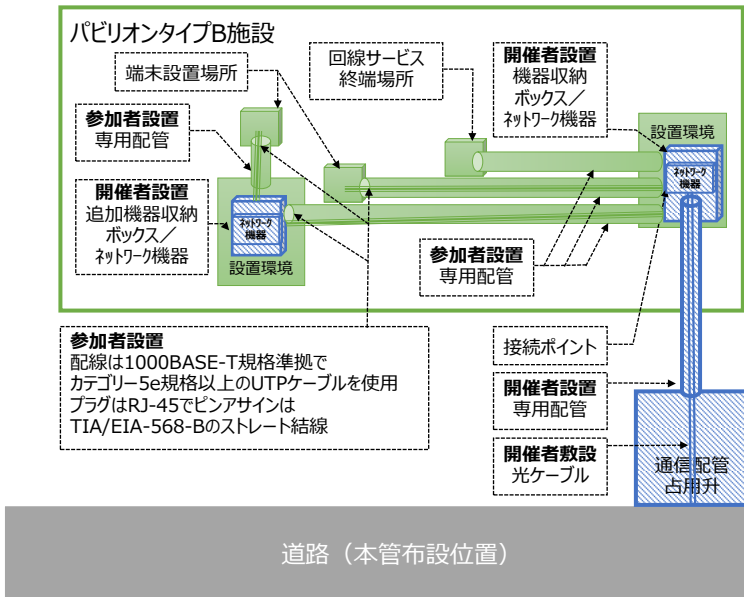 パビリオンタイプB施設
端末設置場所
回線サービス
終端場所
開催者設置
機器収納
ボックス／
ネットワーク機器
参加者設置
専用配管
設置環境
ネットワーク
機器
開催者設置
追加機器収納
ボックス／
ネットワーク機器
ネットワーク
機器
設置環境
参加者設置
専用配管
参加者設置
配線は1000BASE-T規格準拠で
カテゴリー5e規格以上のUTPケーブルを使用
プラグはRJ-45でピンアサインは
TIA/EIA-568-Bのストレート結線
接続ポイント
開催者設置
専用配管
開催者敷設
光ケーブル
通信配管
占用升
道路（本管布設位置）